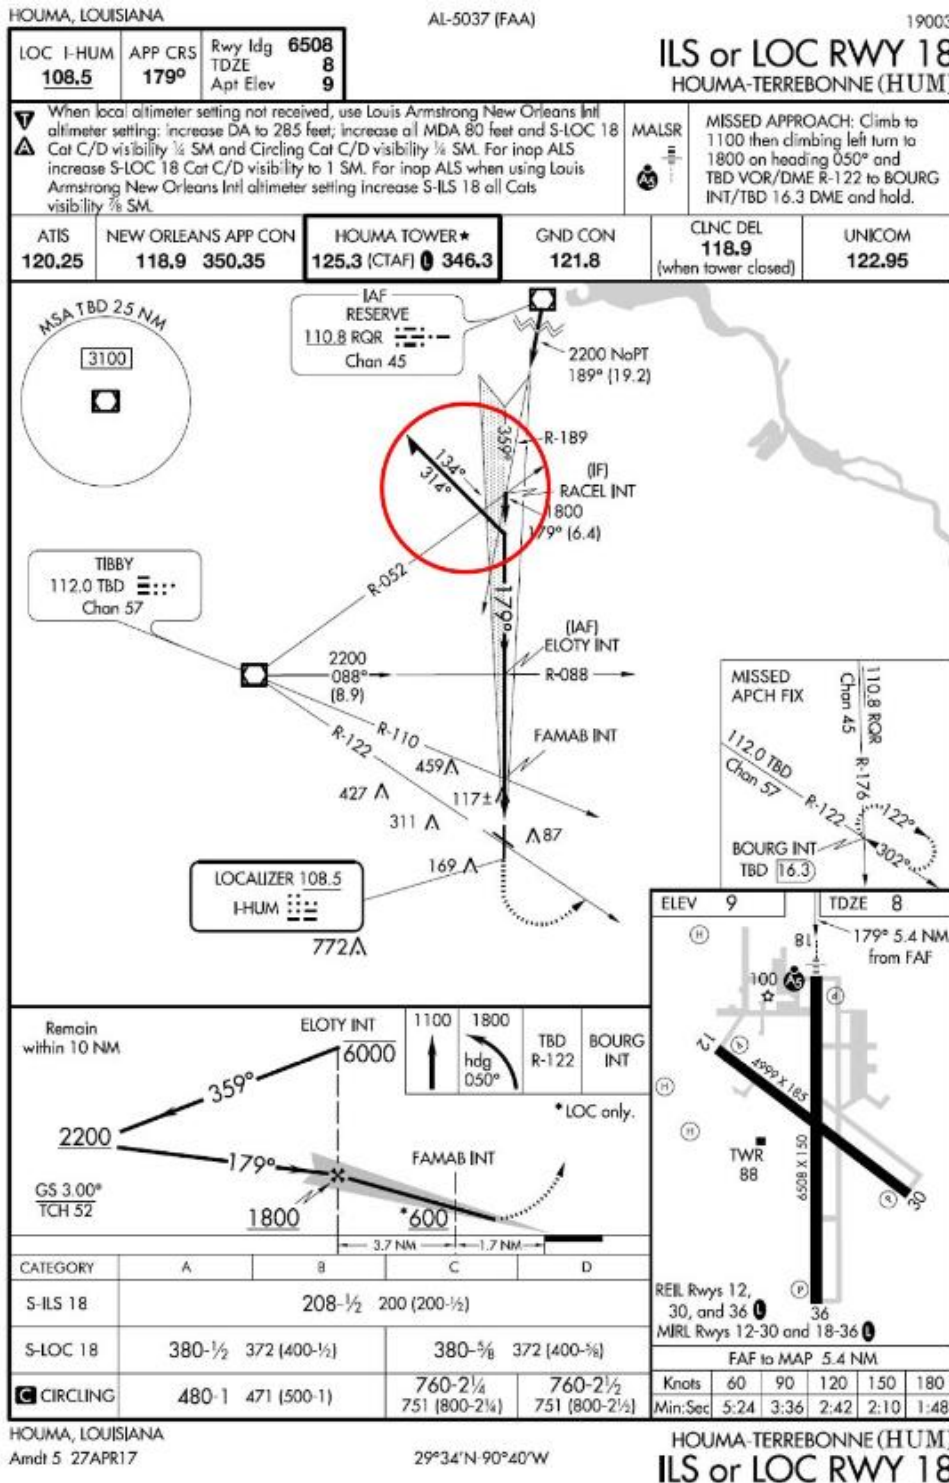 HOUMA, LOUISIANA
AL-5037 (FAA)
19003
LOC I-HUM
108.5
APP CRS
179°
Rwy ldg 6508
TDZE 8
Apt Elev 9
ILS or LOC RWY 18
HOUMA-TERREBONNE (HUM)
T
A
When local altimeter setting not received, use Louis Armstrong New Orleans Intl
altimeter setting: increase DA to 285 feet; increase all MDA 80 feet and S-LOC 18
Cat C/D visibility ¼ SM and Circling Cat C/D visibility ¼ SM. For inop ALS
increase S-LOC 18 Cat C/D visibility to 1 SM. For inop ALS when using Louis
Armstrong New Orleans Intl altimeter setting increase S-ILS 18 all Cats
visibility ⅞ SM.
MALSR
A5
MISSED APPROACH: Climb to
1100 then climbing left turn to
1800 on heading 050° and
TBD VOR/DME R-122 to BOURG
INT/TBD 16.3 DME and hold.
ATIS
120.25
NEW ORLEANS APP CON
118.9 350.35
HOUMA TOWER★
125.3 (CTAF) L 346.3
GND CON
121.8
CLNC DEL
118.9
(when tower closed)
UNICOM
122.95
MSA TBD 25 NM
3100
IAF
RESERVE
110.8 RQR
Chan 45
2200 NoPT
189° (19.2)
359°
R-189
134°
314°
(IF)
RACEL INT
1800
179° (6.4)
R-052
TIBBY
112.0 TBD
Chan 57
179°
(IAF)
ELOTY INT
2200
088°
(8.9)
R-088
R-110
R-122
FAMAB INT
459
427
117±
311
87
169
LOCALIZER 108.5
I-HUM
772
MISSED
APCH FIX
110.8 RQR
Chan 45
R-176
112.0 TBD
Chan 57
R-122
122°
302°
BOURG INT
TBD 16.3
ELEV 9
TDZE 8
179° 5.4 NM
from FAF
H
18
100
A5
P
12
A
4999 X 185
H
H
TWR
88
6508 X 150
P
30
P
36
REIL Rwys 12,
30, and 36 L
MIRL Rwys 12-30 and 18-36 L
FAF to MAP 5.4 NM
Knots 60 90 120 150 180
Min:Sec 5:24 3:36 2:42 2:10 1:48
Remain
within 10 NM
ELOTY INT
6000
359°
2200
179°
GS 3.00°
TCH 52
1800
FAMAB INT
*600
1100
1800
hdg
050°
TBD
R-122
BOURG
INT
*LOC only.
3.7 NM
1.7 NM
CATEGORY A B C D
S-ILS 18 208-½ 200 (200-½)
S-LOC 18 380-½ 372 (400-½) 380-⅝ 372 (400-⅝)
C CIRCLING 480-1 471 (500-1) 760-2¼ 751 (800-2¼) 760-2½ 751 (800-2½)
HOUMA, LOUISIANA
Amdt 5 27APR17
29°34'N-90°40'W
HOUMA-TERREBONNE (HUM)
ILS or LOC RWY 18